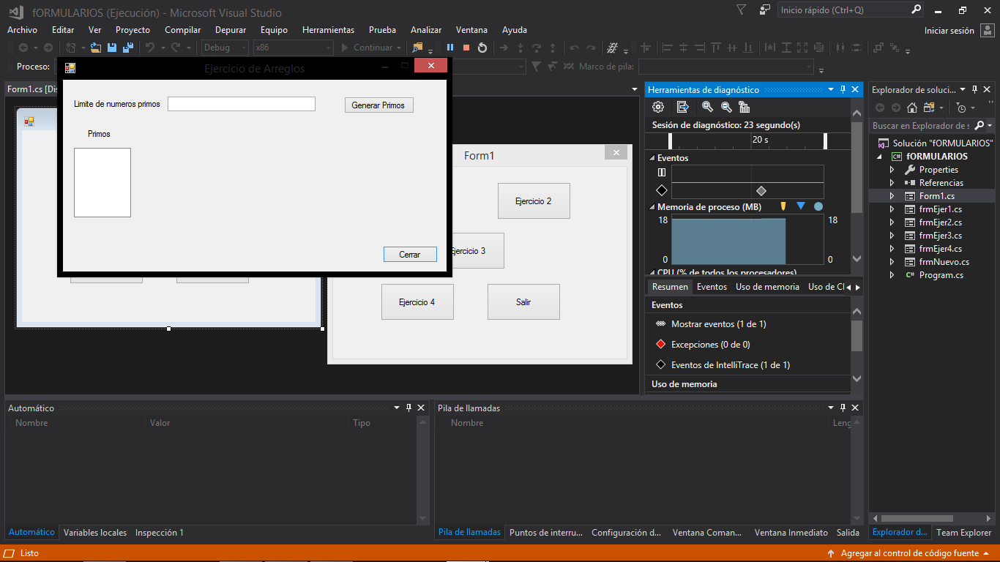 fORMULARIOS (Ejecución) - Microsoft Visual Studio
Inicio rápido (Ctrl+Q)
Archivo Editar Ver Proyecto Compilar Depurar Equipo Herramientas Prueba Analizar Ventana Ayuda
Iniciar sesión
Debug x86 Continuar
Proceso:
Marco de pila:
Form1.cs [Dis
Ejercicio de Arreglos
Limite de numeros primos
Generar Primos
Primos
Cerrar
Form1
Ejercicio 2
Ejercicio 3
Ejercicio 4
Salir
Herramientas de diagnóstico
Sesión de diagnóstico: 23 segundo(s)
20 s
Eventos
Memoria de proceso (MB)
18 18
0 0
CPU (% de todos los procesadores)
Resumen Eventos Uso de memoria Uso de CI
Eventos
Mostrar eventos (1 de 1)
Excepciones (0 de 0)
Eventos de IntelliTrace (1 de 1)
Uso de memoria
Explorador de soluci...
Buscar en Explorador de s
Solución "fORMULARIOS"
C# fORMULARIOS
Properties
Referencias
Form1.cs
frmEjer1.cs
frmEjer2.cs
frmEjer3.cs
frmEjer4.cs
frmNuevo.cs
C# Program.cs
Automático
Nombre Valor Tipo
Automático Variables locales Inspección 1
Pila de llamadas
Nombre Leng
Pila de llamadas Puntos de interru... Configuración d... Ventana Coman... Ventana Inmediato Salida
Explorador d... Team Explorer
Listo
Agregar al control de código fuente